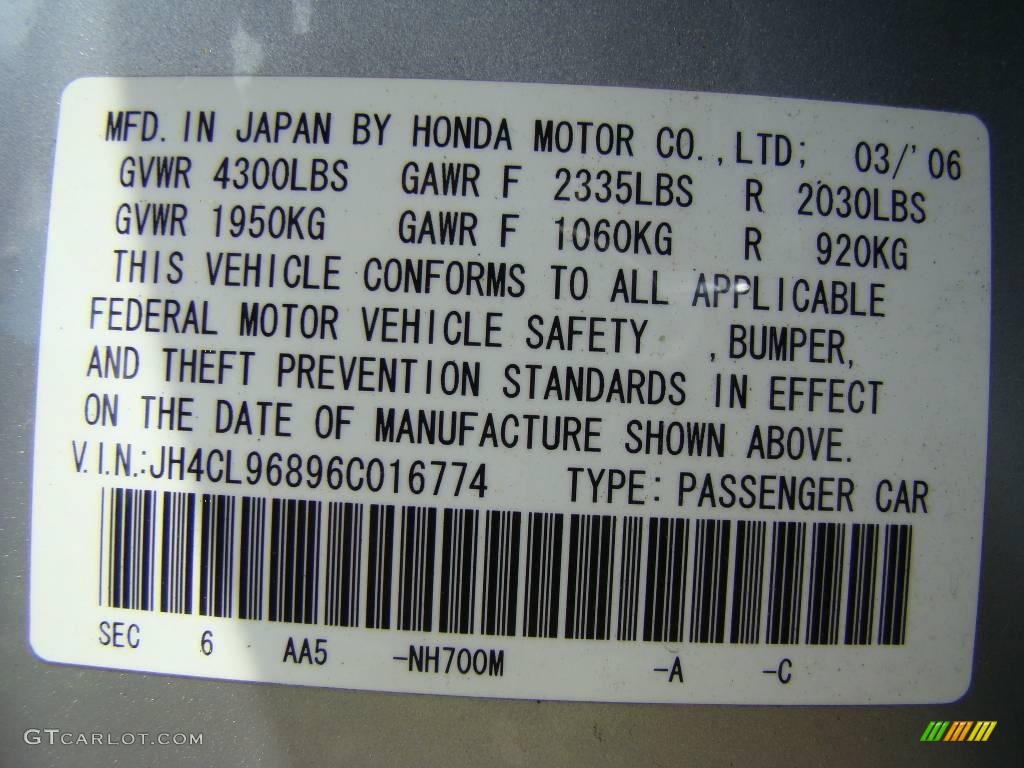 MFD. IN JAPAN BY HONDA MOTOR CO., LTD; 03/'06
GVWR 4300LBS GAWR F 2335LBS R 2030LBS
GVWR 1950KG GAWR F 1060KG R 920KG
THIS VEHICLE CONFORMS TO ALL APPLICABLE
FEDERAL MOTOR VEHICLE SAFETY , BUMPER,
AND THEFT PREVENTION STANDARDS IN EFFECT
ON THE DATE OF MANUFACTURE SHOWN ABOVE.
V.I.N.:JH4CL96896C016774 TYPE: PASSENGER CAR
SEC 6 AA5 -NH700M -A -C
GTCARLOT.COM